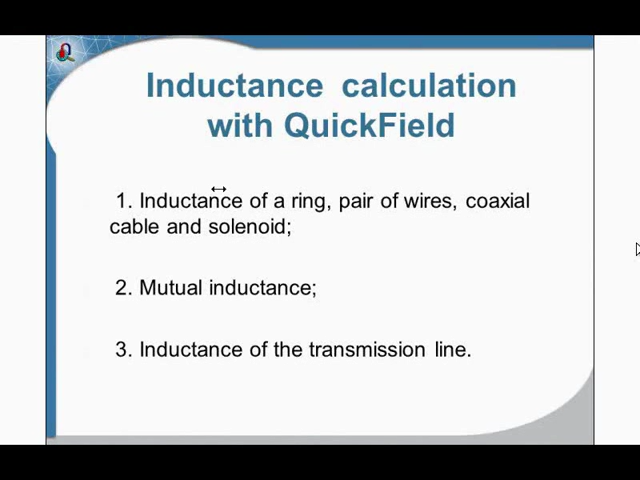 Inductance calculation
with QuickField
1. Inductance of a ring, pair of wires, coaxial
cable and solenoid;
2. Mutual inductance;
3. Inductance of the transmission line.